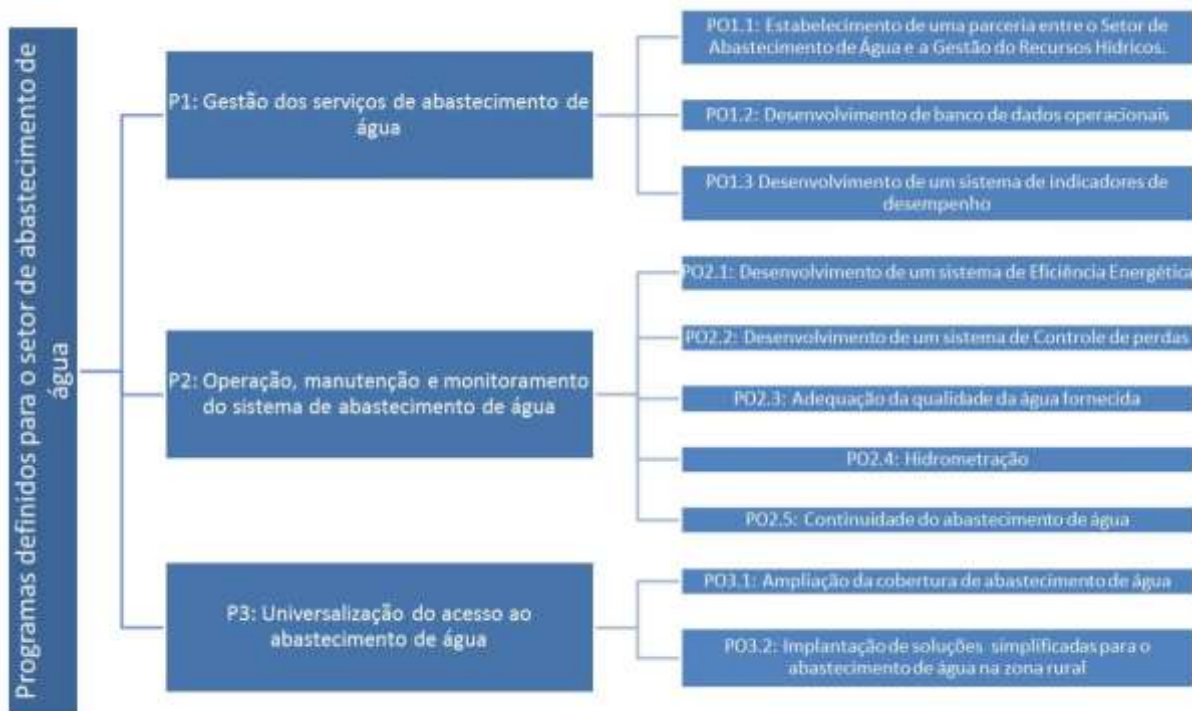 Programas definidos para o setor de abastecimento de
água
P1: Gestão dos serviços de abastecimento de
água
PO1.1: Estabelecimento de uma parceria entre o Setor de
Abastecimento de Água e a Gestão do Recursos Hídricos.
PO1.2: Desenvolvimento de banco de dados operacionais
PO1.3 Desenvolvimento de um sistema de indicadores de
desempenho
P2: Operação, manutenção e monitoramento
do sistema de abastecimento de água
PO2.1: Desenvolvimento de um sistema de Eficiência Energética
PO2.2: Desenvolvimento de um sistema de Controle de perdas
PO2.3: Adequação da qualidade da água fornecida
PO2.4: Hidrometração
PO2.5: Continuidade do abastecimento de água
P3: Universalização do acesso ao
abastecimento de água
PO3.1: Ampliação da cobertura de abastecimento de água
PO3.2: Implantação de soluções simplificadas para o
abastecimento de água na zona rural